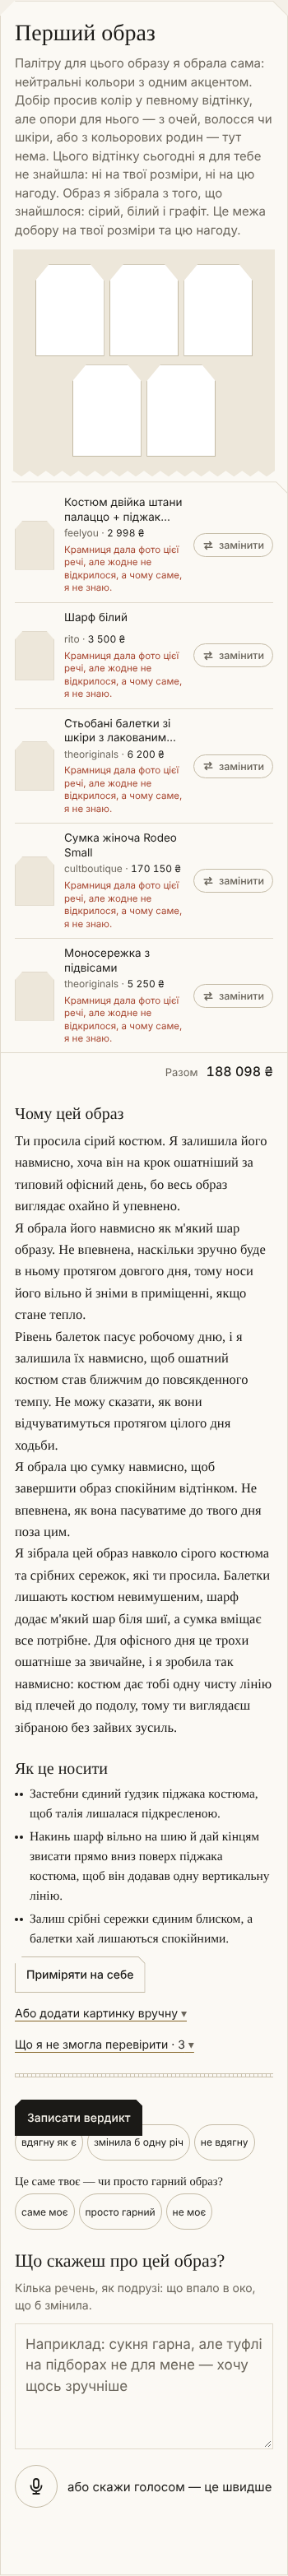 Перший образ
Палітру для цього образу я обрала сама:
нейтральні кольори з одним акцентом.
Добір просив колір у певному відтінку,
але опори для нього — з очей, волосся чи
шкіри, або з кольорових родин — тут
нема. Цього відтінку сьогодні я для тебе
не знайшла: ні на твої розміри, ні на цю
нагоду. Образ я зібрала з того, що
знайшлося: сірий, білий і графіт. Це межа
добору на твої розміри та цю нагоду.
Костюм двійка штани
палаццо + піджак...
feelyou · 2 998 ₴
Крамниця дала фото цієї
речі, але жодне не
відкрилося, а чому саме,
я не знаю.
⇄ замінити
Шарф білий
rito · 3 500 ₴
Крамниця дала фото цієї
речі, але жодне не
відкрилося, а чому саме,
я не знаю.
⇄ замінити
Стьобані балетки зі
шкіри з лакованим...
theoriginals · 6 200 ₴
Крамниця дала фото цієї
речі, але жодне не
відкрилося, а чому саме,
я не знаю.
⇄ замінити
Сумка жіноча Rodeo
Small
cultboutique · 170 150 ₴
Крамниця дала фото цієї
речі, але жодне не
відкрилося, а чому саме,
я не знаю.
⇄ замінити
Моносережка з
підвісами
theoriginals · 5 250 ₴
Крамниця дала фото цієї
речі, але жодне не
відкрилося, а чому саме,
я не знаю.
⇄ замінити
Разом 188 098 ₴
Чому цей образ
Ти просила сірий костюм. Я залишила його
навмисно, хоча він на крок ошатніший за
типовий офісний день, бо весь образ
виглядає охайно й упевнено.
Я обрала його навмисно як м'який шар
образу. Не впевнена, наскільки зручно буде
в ньому протягом довгого дня, тому носи
його вільно й зніми в приміщенні, якщо
стане тепло.
Рівень балеток пасує робочому дню, і я
залишила їх навмисно, щоб ошатний
костюм став ближчим до повсякденного
темпу. Не можу сказати, як вони
відчуватимуться протягом цілого дня
ходьби.
Я обрала цю сумку навмисно, щоб
завершити образ спокійним відтінком. Не
впевнена, як вона пасуватиме до твого дня
поза цим.
Я зібрала цей образ навколо сірого костюма
та срібних сережок, які ти просила. Балетки
лишають костюм невимушеним, шарф
додає м'який шар біля шиї, а сумка вміщає
все потрібне. Для офісного дня це трохи
ошатніше за звичайне, і я зробила так
навмисно: костюм дає тобі одну чисту лінію
від плечей до подолу, тому ти виглядаєш
зібраною без зайвих зусиль.
Як це носити
•• Застебни єдиний ґудзик піджака костюма,
щоб талія лишалася підкресленою.
•• Накинь шарф вільно на шию й дай кінцям
звисати прямо вниз поверх піджака
костюма, щоб він додавав одну вертикальну
лінію.
•• Залиш срібні сережки єдиним блиском, а
балетки хай лишаються спокійними.
Приміряти на себе
Або додати картинку вручну ▾
Що я не змогла перевірити · 3 ▾
Записати вердикт
вдягну як є
змінила б одну річ
не вдягну
Це саме твоє — чи просто гарний образ?
саме моє
просто гарний
не моє
Що скажеш про цей образ?
Кілька речень, як подрузі: що впало в око,
що б змінила.
Наприклад: сукня гарна, але туфлі
на підборах не для мене — хочу
щось зручніше
або скажи голосом — це швидше